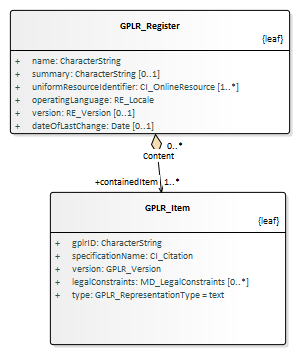 GPLR_Register
{leaf}
+ name: CharacterString
+ summary: CharacterString [0..1]
+ uniformResourceIdentifier: CI_OnlineResource [1..*]
+ operatingLanguage: RE_Locale
+ version: RE_Version [0..1]
+ dateOfLastChange: Date [0..1]
0..*
Content
+containedItem 1..*
GPLR_Item
{leaf}
+ gplrID: CharacterString
+ specificationName: CI_Citation
+ version: GPLR_Version
+ legalConstraints: MD_LegalConstraints [0..*]
+ type: GPLR_RepresentationType = text